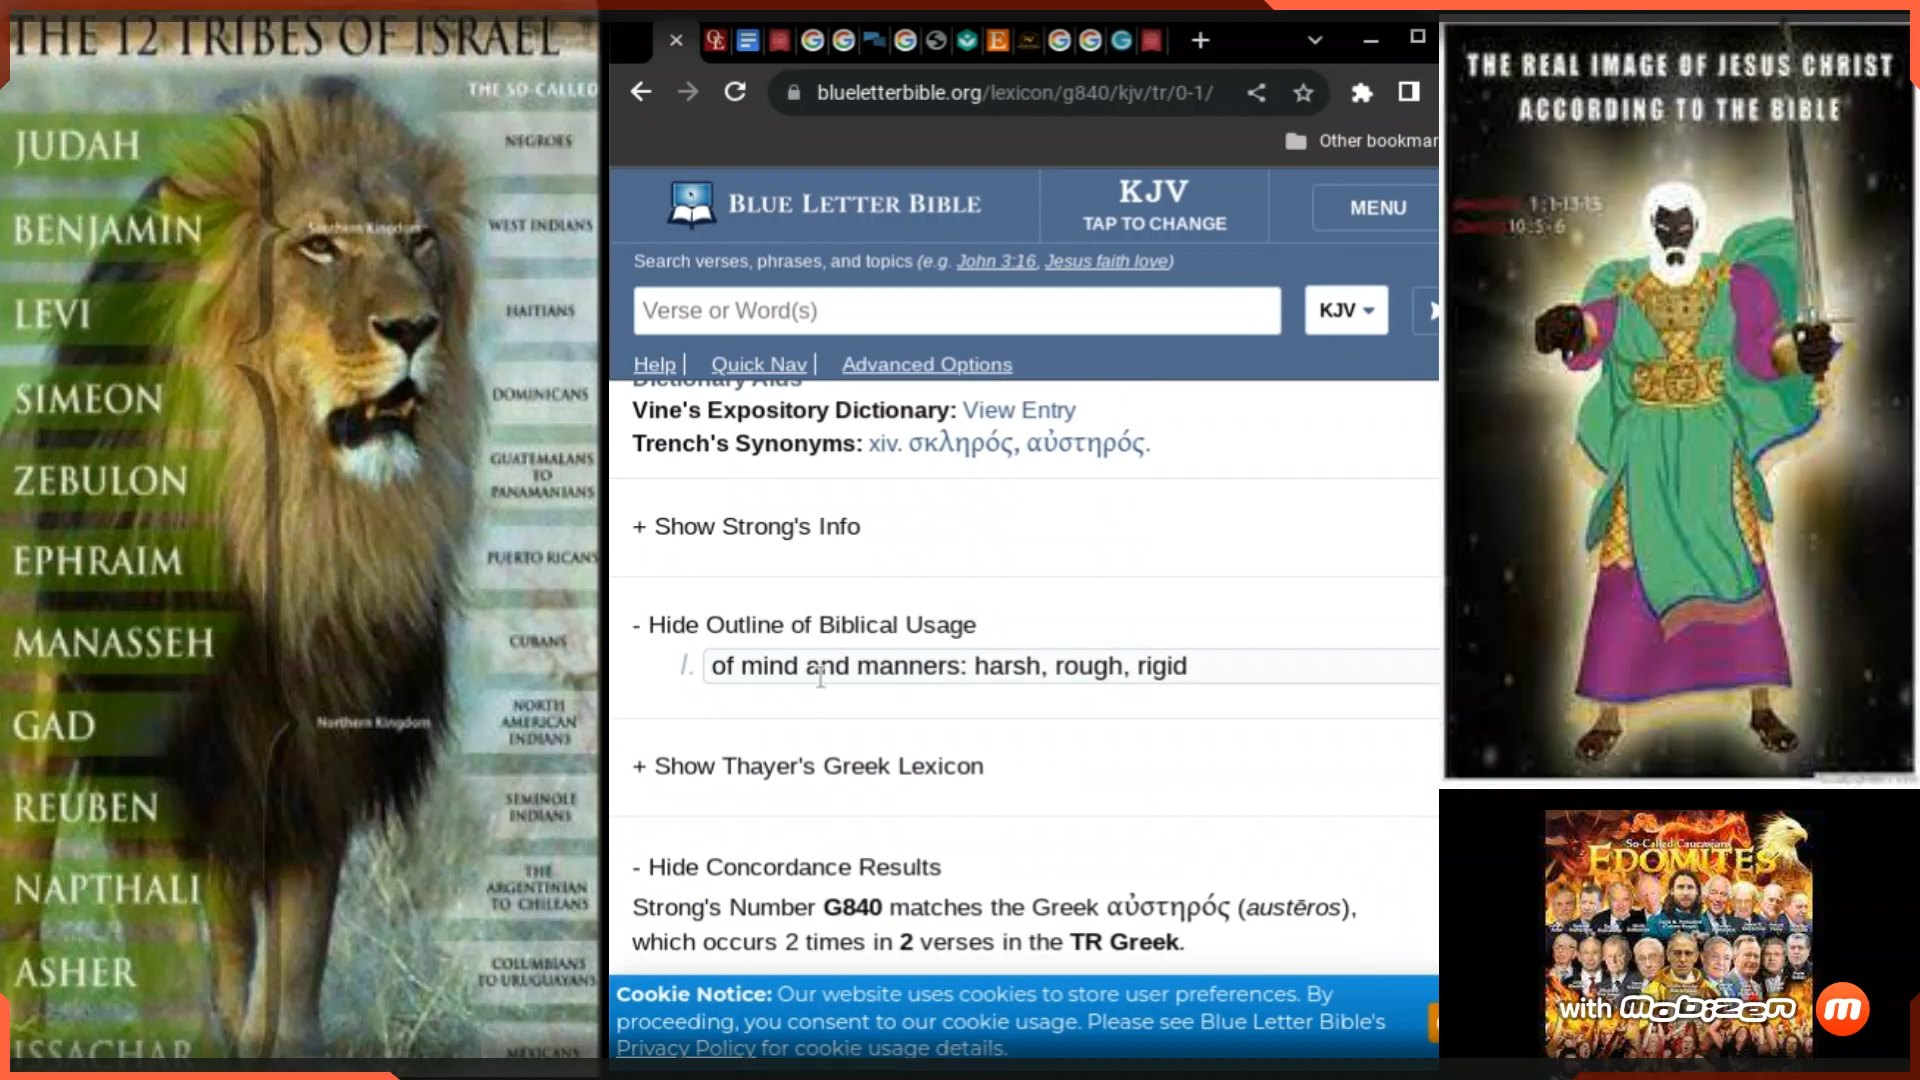 THE 12 TRIBES OF ISRAEL
THE SO-CALLED
JUDAH
NEGROES
BENJAMIN
Southern Kingdom
WEST INDIANS
LEVI
HAITIANS
SIMEON
DOMINICANS
ZEBULON
GUATEMALANS
TO
PANAMANIANS
EPHRAIM
PUERTO RICANS
MANASSEH
CUBANS
GAD
Northern Kingdom
NORTH
AMERICAN
INDIANS
REUBEN
SEMINOLE
INDIANS
NAPTHALI
THE
ARGENTINIAN
TO CHILEANS
ASHER
COLUMBIANS
TO URUGUAYANS
ISSACHAR
MEXICANS
blueletterbible.org/lexicon/g840/kjv/tr/0-1/
Other bookmar
BLUE LETTER BIBLE
KJV
TAP TO CHANGE
MENU
Search verses, phrases, and topics (e.g. John 3:16, Jesus faith love)
Verse or Word(s)
KJV
Help
Quick Nav
Advanced Options
Dictionary Aids
Vine's Expository Dictionary: View Entry
Trench's Synonyms: xiv. σκληρός, αὐστηρός.
+ Show Strong's Info
- Hide Outline of Biblical Usage
I. of mind and manners: harsh, rough, rigid
+ Show Thayer's Greek Lexicon
- Hide Concordance Results
Strong's Number G840 matches the Greek αὐστηρός (austēros),
which occurs 2 times in 2 verses in the TR Greek.
Cookie Notice: Our website uses cookies to store user preferences. By
proceeding, you consent to our cookie usage. Please see Blue Letter Bible's
Privacy Policy for cookie usage details.
THE REAL IMAGE OF JESUS CHRIST
ACCORDING TO THE BIBLE
1:1-13-15
10:5-6
So-Called Caucasians
EDOMITES
with mobizen
m